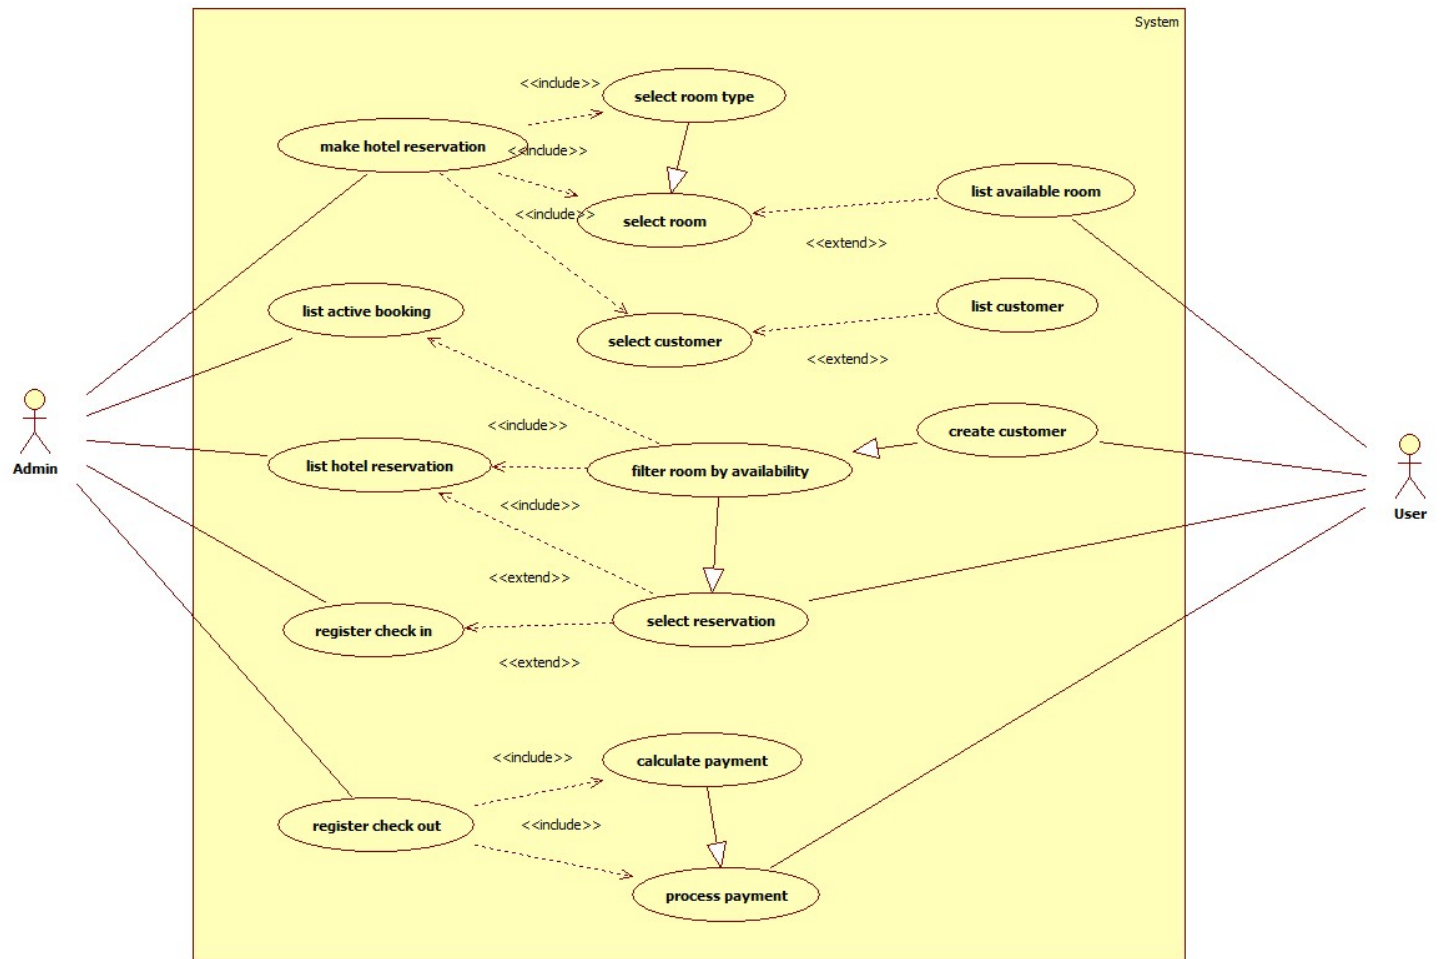 System
<<include>>
select room type
make hotel reservation
<<include>>
list available room
<<include>>
select room
<<extend>>
list active booking
list customer
select customer
<<extend>>
<<include>>
create customer
Admin
list hotel reservation
filter room by availability
User
<<include>>
<<extend>>
register check in
select reservation
<<extend>>
<<include>>
calculate payment
register check out
<<include>>
process payment